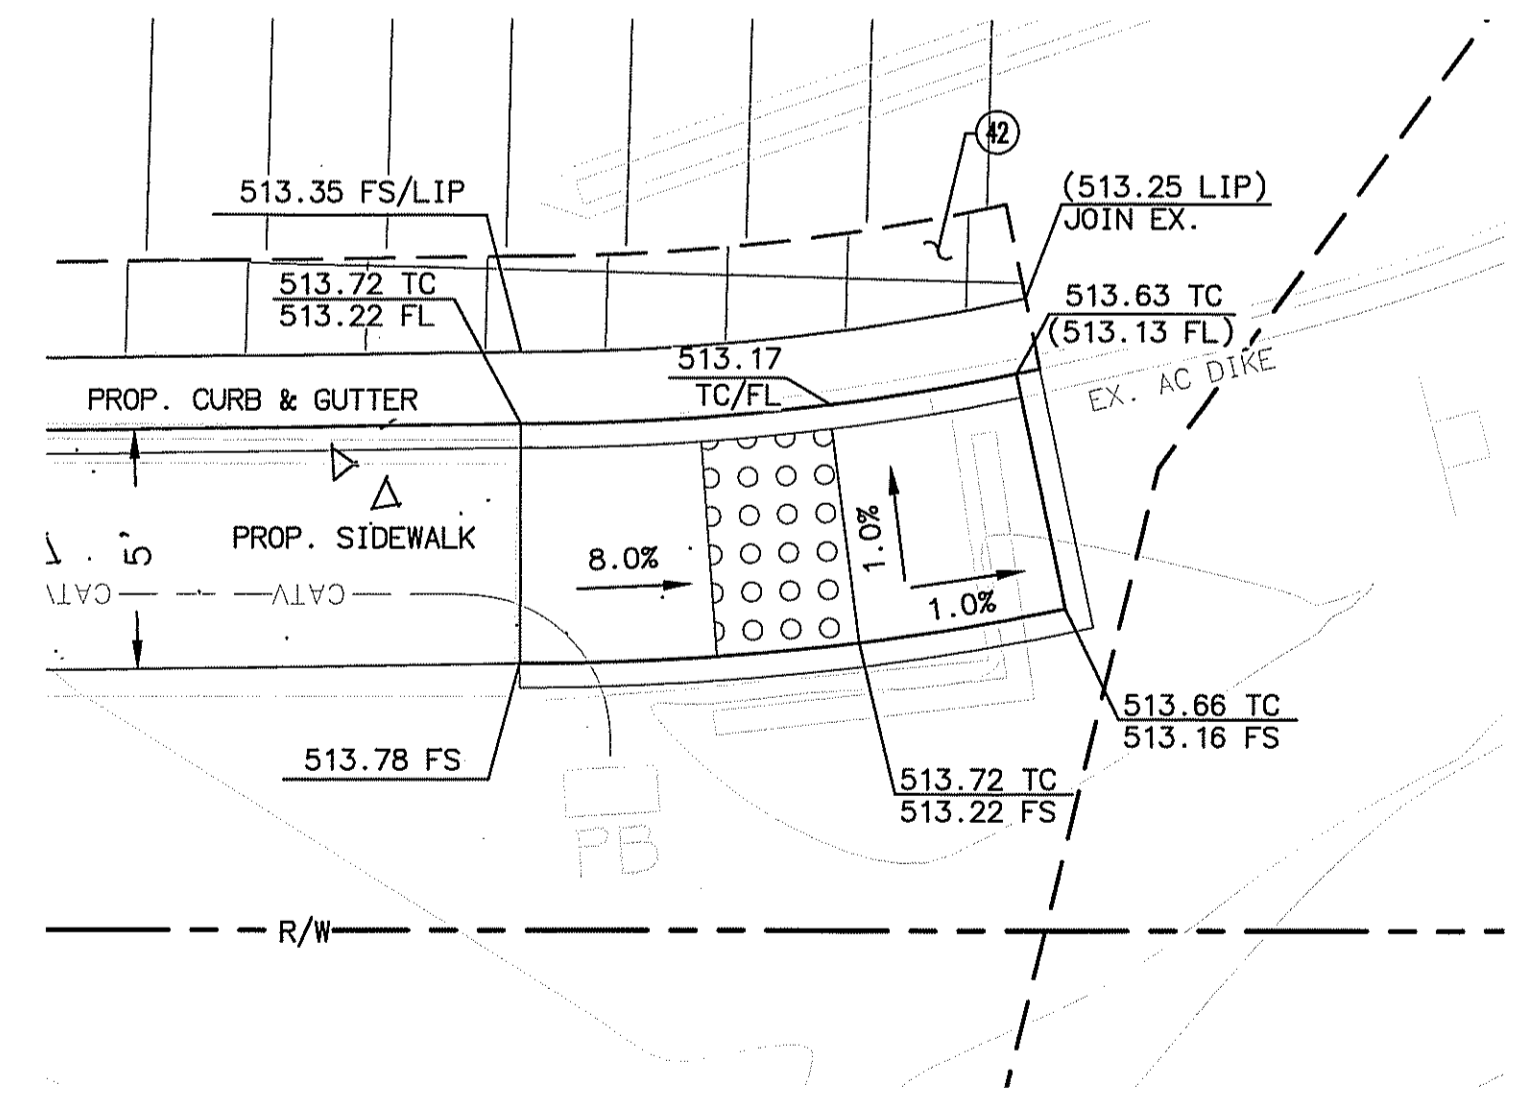 42
513.35 FS/LIP
(513.25 LIP)
JOIN EX.
513.72 TC
513.22 FL
513.63 TC
(513.13 FL)
513.17
TC/FL
EX. AC DIKE
PROP. CURB & GUTTER
PROP. SIDEWALK
5'
8.0%
1.0%
1.0%
CATV
CATV
513.66 TC
513.16 FS
513.78 FS
513.72 TC
513.22 FS
PB
R/W